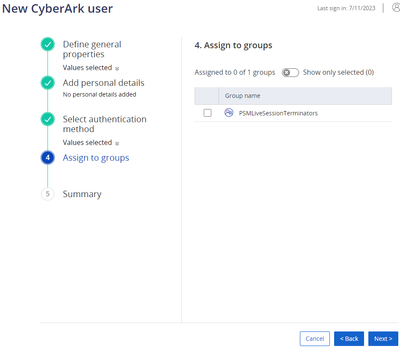 New CyberArk user
Last sign in: 7/11/2023
Define general
properties
Values selected
Add personal details
No personal details added
Select authentication
method
Values selected
4 Assign to groups
5 Summary
4. Assign to groups
Assigned to 0 of 1 groups Show only selected (0)
Group name
PSMLiveSessionTerminators
Cancel < Back Next >